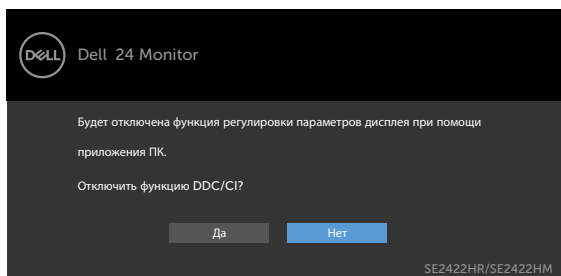 DELL Dell 24 Monitor
Будет отключена функция регулировки параметров дисплея при помощи
приложения ПК.
Отключить функцию DDC/CI?
Да Нет
SE2422HR/SE2422HM